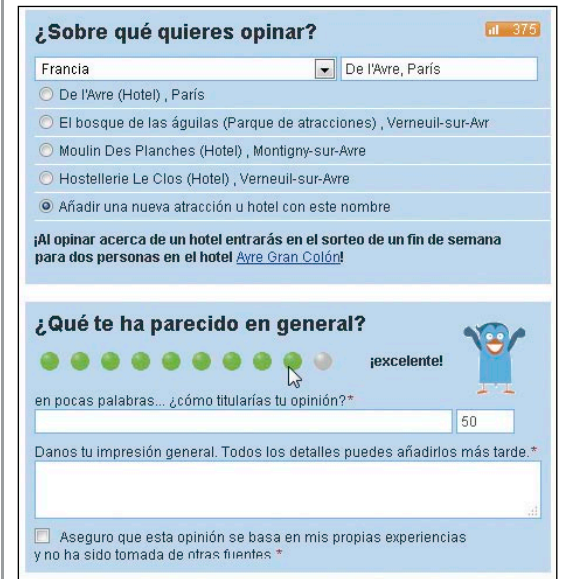 ¿Sobre qué quieres opinar?
375
Francia
De l'Avre, París
De l'Avre (Hotel) , París
El bosque de las águilas (Parque de atracciones) , Verneuil-sur-Avr
Moulin Des Planches (Hotel) , Montigny-sur-Avre
Hostellerie Le Clos (Hotel) , Verneuil-sur-Avre
Añadir una nueva atracción u hotel con este nombre
¡Al opinar acerca de un hotel entrarás en el sorteo de un fin de semana
para dos personas en el hotel Ayre Gran Colón!
¿Qué te ha parecido en general?
¡excelente!
en pocas palabras... ¿cómo titularías tu opinión?*
50
Danos tu impresión general. Todos los detalles puedes añadirlos más tarde.*
Aseguro que esta opinión se basa en mis propias experiencias
y no ha sido tomada de otras fuentes *